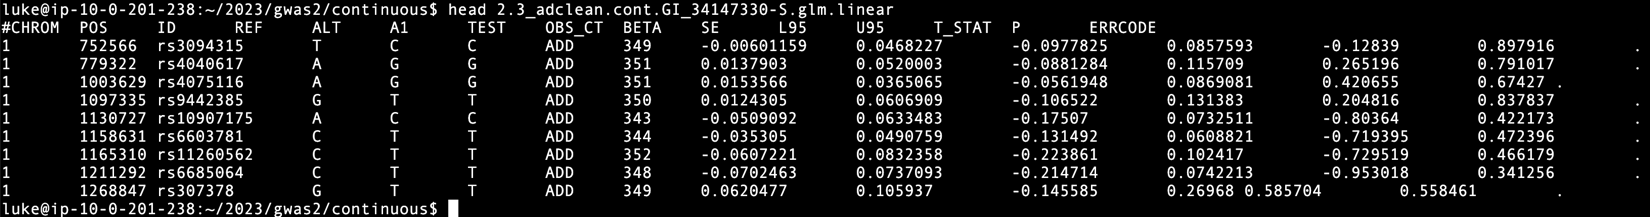 luke@ip-10-0-201-238:~/2023/gwas2/continuous$ head 2.3_adclean.cont.GI_34147330-S.glm.linear
#CHROM POS ID REF ALT A1 TEST OBS_CT BETA SE L95 U95 T_STAT P ERRCODE
1 752566 rs3094315 T C C ADD 349 -0.00601159 0.0468227 -0.0977825 0.0857593 -0.12839 0.897916 .
1 779322 rs4040617 A G G ADD 351 0.0137903 0.0520003 -0.0881284 0.115709 0.265196 0.791017 .
1 1003629 rs4075116 A G G ADD 351 0.0153566 0.0365065 -0.0561948 0.0869081 0.420655 0.67427 .
1 1097335 rs9442385 G T T ADD 350 0.0124305 0.0606909 -0.106522 0.131383 0.204816 0.837837 .
1 1130727 rs10907175 A C C ADD 343 -0.0509092 0.0633483 -0.17507 0.0732511 -0.80364 0.422173 .
1 1158631 rs6603781 C T T ADD 344 -0.035305 0.0490759 -0.131492 0.0608821 -0.719395 0.472396 .
1 1165310 rs11260562 C T T ADD 352 -0.0607221 0.0832358 -0.223861 0.102417 -0.729519 0.466179 .
1 1211292 rs6685064 C T T ADD 348 -0.0702463 0.0737093 -0.214714 0.0742213 -0.953018 0.341256 .
1 1268847 rs307378 G T T ADD 349 0.0620477 0.105937 -0.145585 0.26968 0.585704 0.558461 .
luke@ip-10-0-201-238:~/2023/gwas2/continuous$